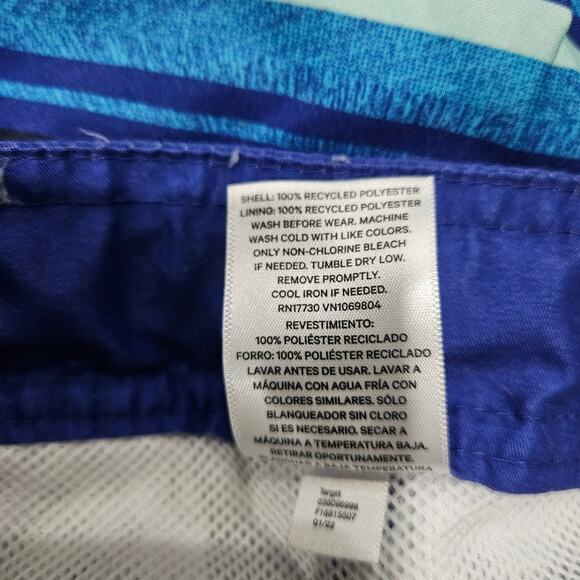 SHELL: 100% RECYCLED POLYESTER
LINING: 100% RECYCLED POLYESTER
WASH BEFORE WEAR. MACHINE
WASH COLD WITH LIKE COLORS.
ONLY NON-CHLORINE BLEACH
IF NEEDED. TUMBLE DRY LOW.
REMOVE PROMPTLY.
COOL IRON IF NEEDED.
RN17730 VN1069804
REVESTIMIENTO:
100% POLIÉSTER RECICLADO
FORRO: 100% POLIÉSTER RECICLADO
LAVAR ANTES DE USAR. LAVAR A
MÁQUINA CON AGUA FRÍA CON
COLORES SIMILARES. SÓLO
BLANQUEADOR SIN CLORO
SI ES NECESARIO. SECAR A
MÁQUINA A TEMPERATURA BAJA.
RETIRAR OPORTUNAMENTE.
A BAJA TEMPERATURA
Target
F16815507
Q1/22